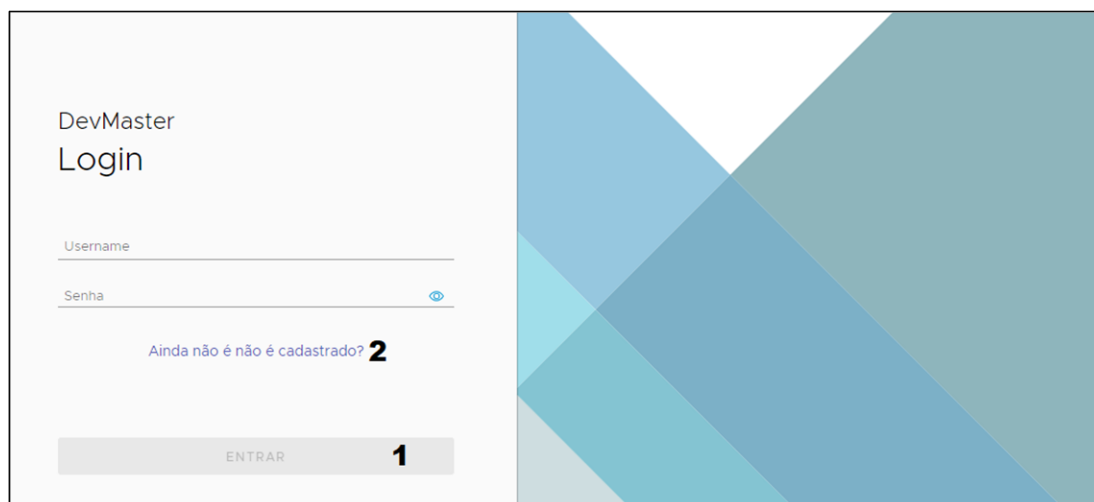 DevMaster
Login
Username
Senha
Ainda não é não é cadastrado? 2
ENTRAR 1